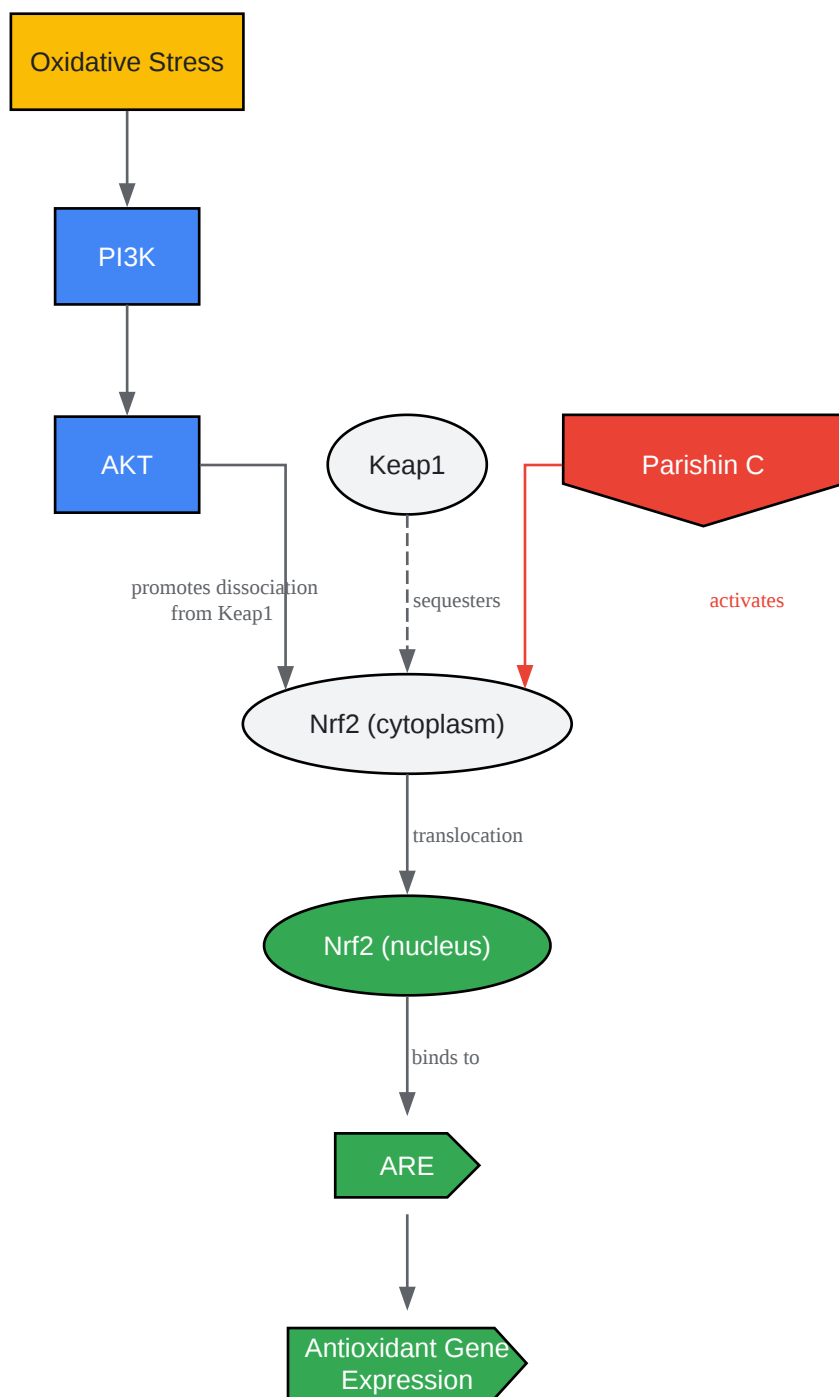 Oxidative Stress
PI3K
AKT
Keap1
Parishin C
promotes dissociation
from Keap1
sequesters
activates
Nrf2 (cytoplasm)
translocation
Nrf2 (nucleus)
binds to
ARE
Antioxidant Gene
Expression